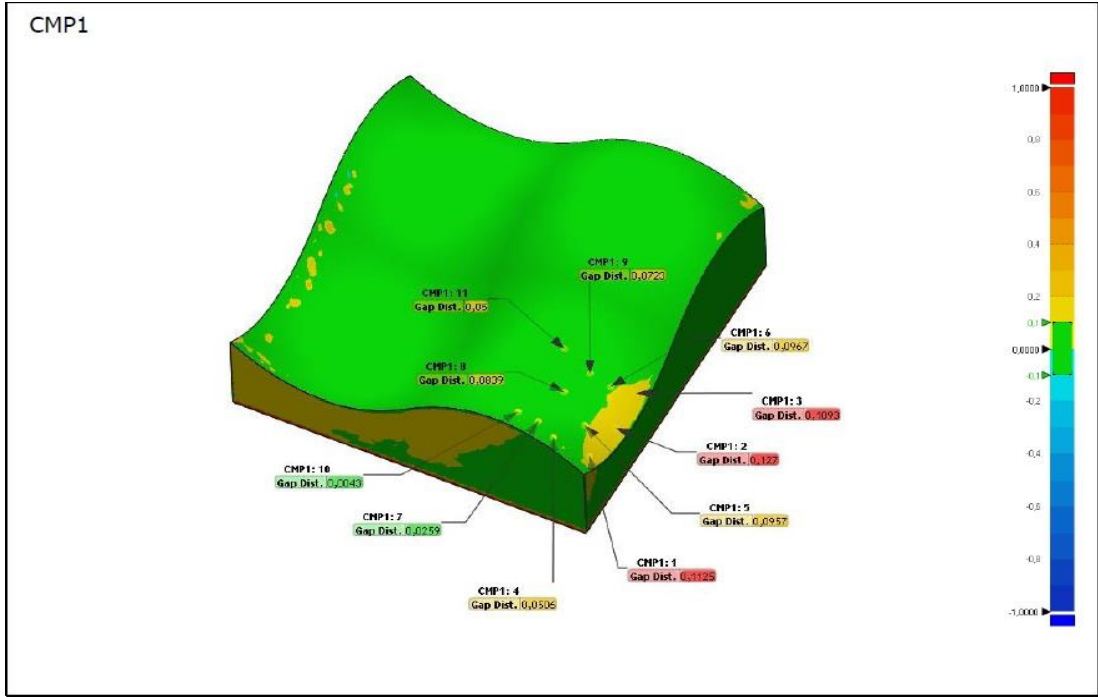 CMP1
1,0000
0,8
0,6
0,4
0,2
0,1
0,0000
-0,1
-0,2
-0,4
-0,6
-0,8
-1,0000
CMP1: 9
Gap Dist. 0,0723
CMP1: 11
Gap Dist. 0,05
CMP1: 6
Gap Dist. 0,0967
CMP1: 8
Gap Dist. 0,0839
CMP1: 3
Gap Dist. 0,1093
CMP1: 2
Gap Dist. 0,127
CMP1: 10
Gap Dist. 0,0043
CMP1: 5
Gap Dist. 0,0957
CMP1: 7
Gap Dist. 0,0259
CMP1: 1
Gap Dist. 0,1125
CMP1: 4
Gap Dist. 0,0506